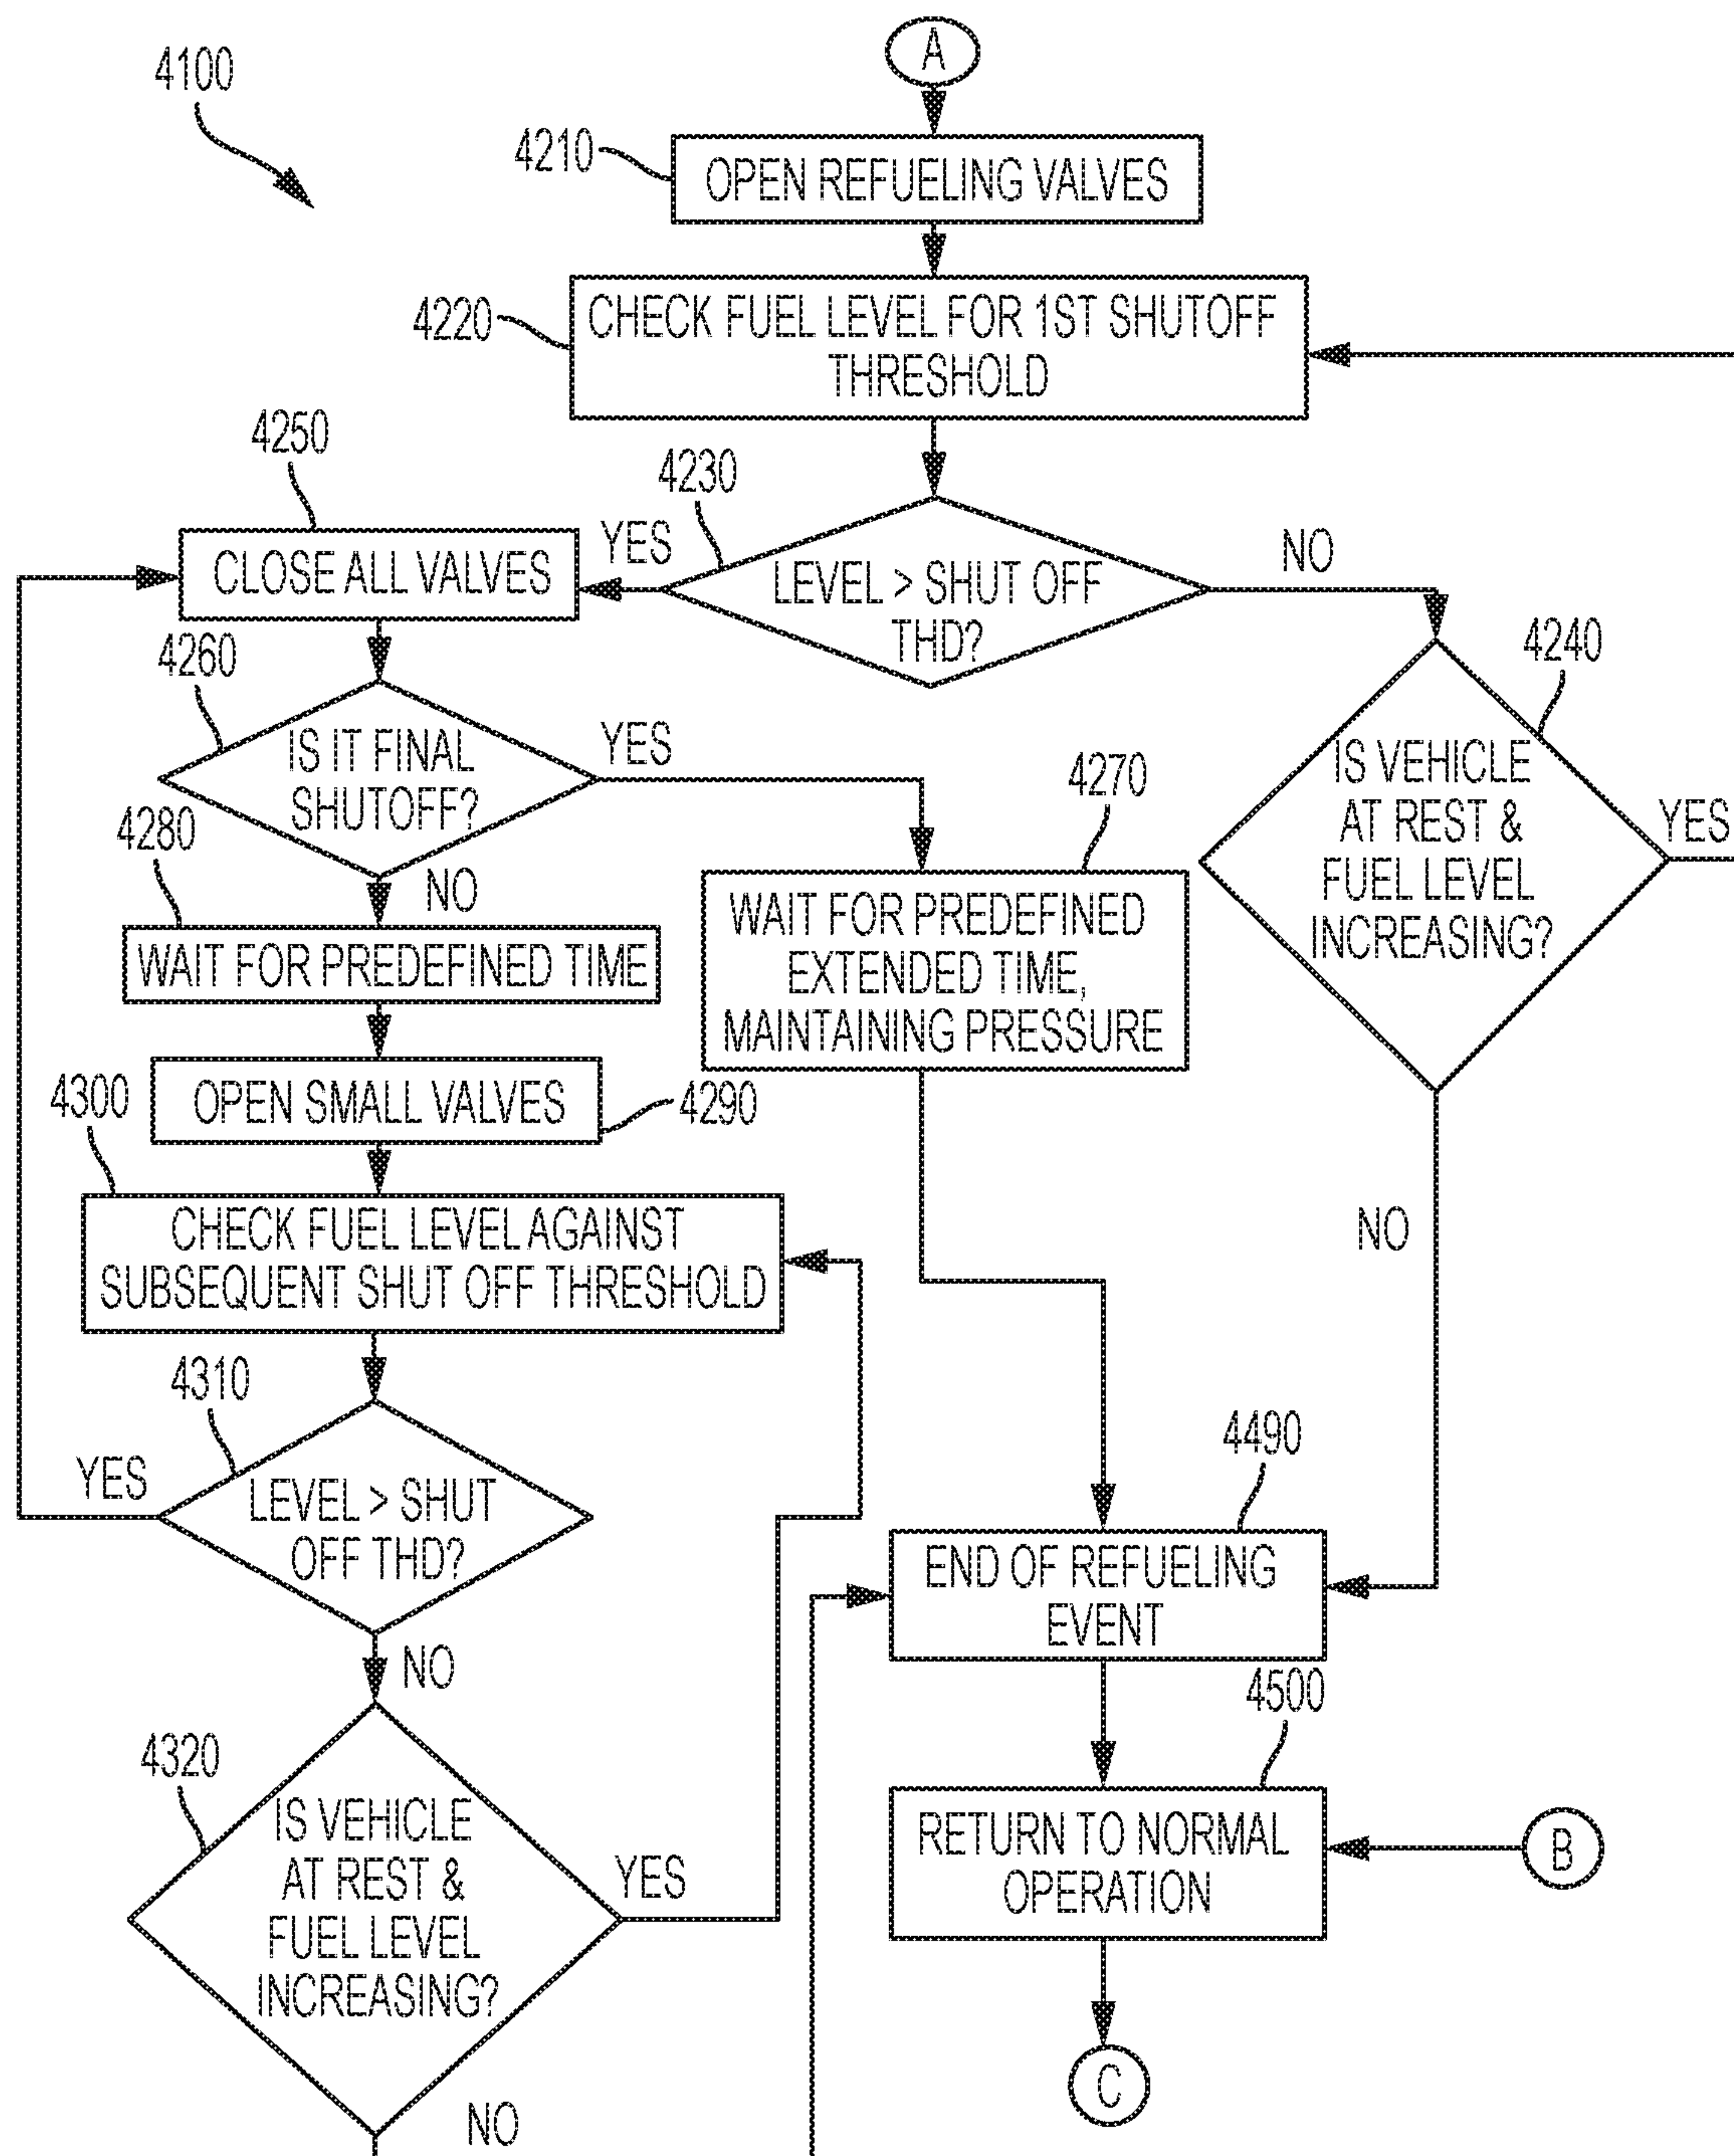 4100
A
4210
OPEN REFUELING VALVES
4220
CHECK FUEL LEVEL FOR 1ST SHUTOFF
THRESHOLD
4250
4230
CLOSE ALL VALVES
YES
LEVEL > SHUT OFF
THD?
NO
4260
4240
IS IT FINAL
SHUTOFF?
YES
4270
IS VEHICLE
AT REST &
FUEL LEVEL
INCREASING?
YES
4280
NO
WAIT FOR PREDEFINED TIME
WAIT FOR PREDEFINED
EXTENDED TIME,
MAINTAINING PRESSURE
4300
OPEN SMALL VALVES
4290
CHECK FUEL LEVEL AGAINST
SUBSEQUENT SHUT OFF THRESHOLD
NO
4310
YES
LEVEL > SHUT
OFF THD?
4490
END OF REFUELING
EVENT
NO
4500
4320
IS VEHICLE
AT REST &
FUEL LEVEL
INCREASING?
YES
RETURN TO NORMAL
OPERATION
B
C
NO